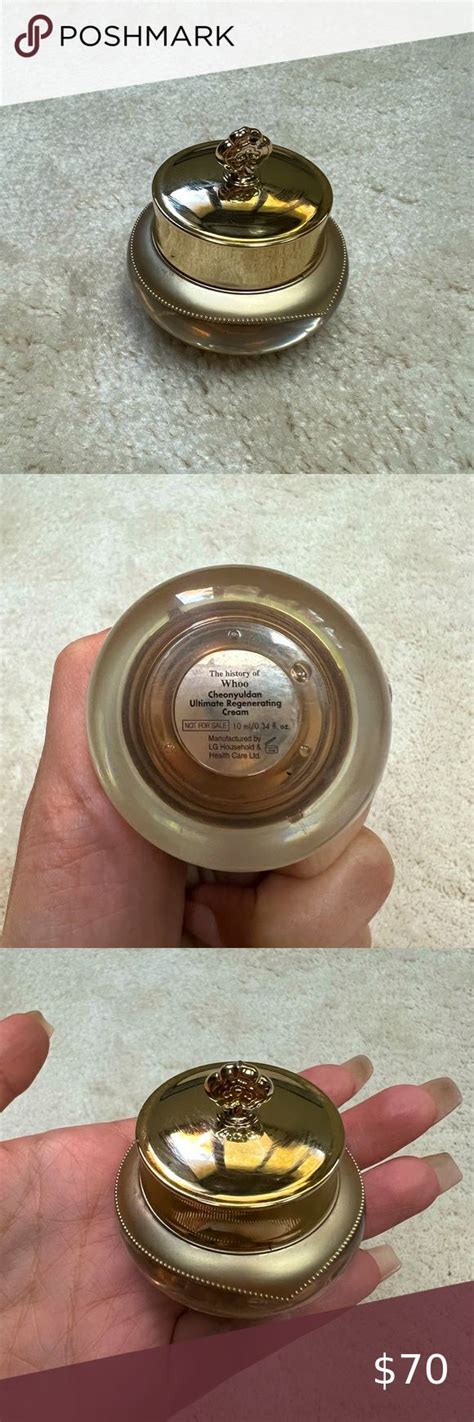 POSHMARK
The history of
Whoo
Cheonyuldan
Ultimate Regenerating
Cream
NOT FOR SALE 10 ml/0.34 fl. oz.
Manufactured by
LG Household &
Health Care Ltd.
$70